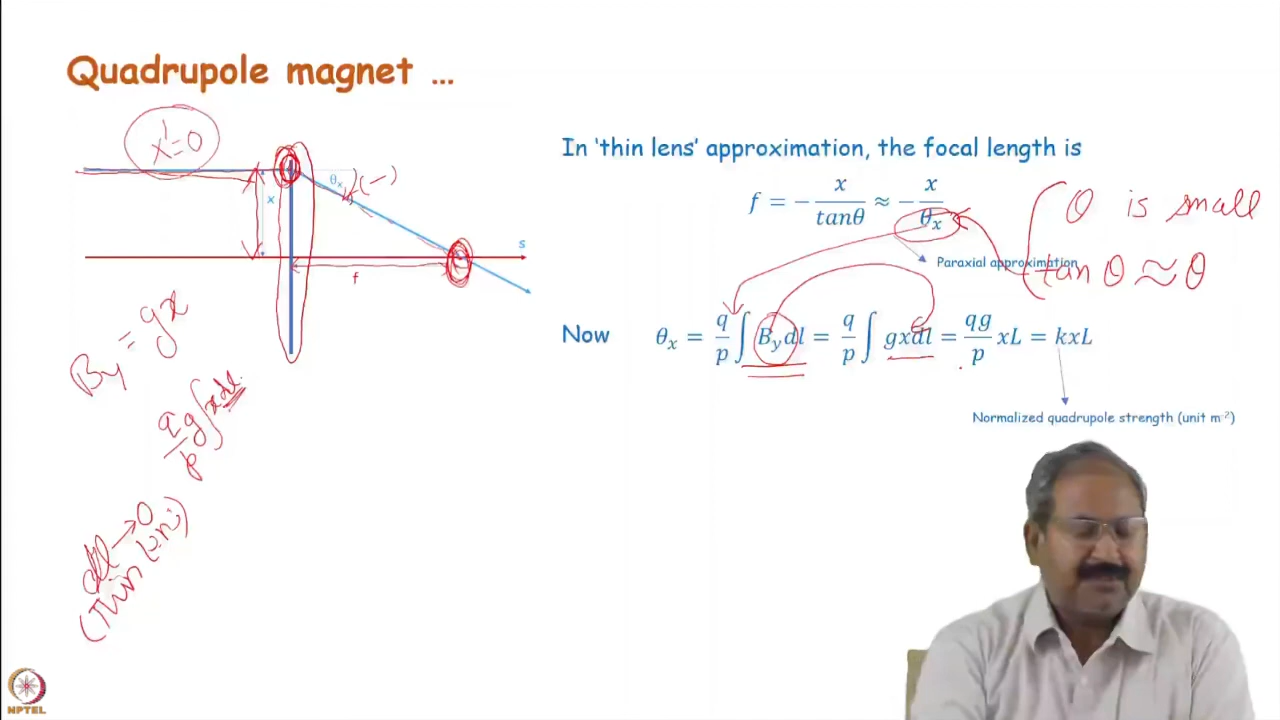 Quadrupole magnet ...
x' = 0
θx
(-)
x
s
f
In 'thin lens' approximation, the focal length is
f = − x/tanθ ≈ − x/θx
θ is small
Paraxial approximation
tan θ ≈ θ
By = gx
Now θx = q/p ∫ By dl = q/p ∫ gxdl = qg/p xL = kxL
q/p g ∫ x dl
Normalized quadrupole strength (unit m⁻²)
dl → 0
(Thin
NPTEL